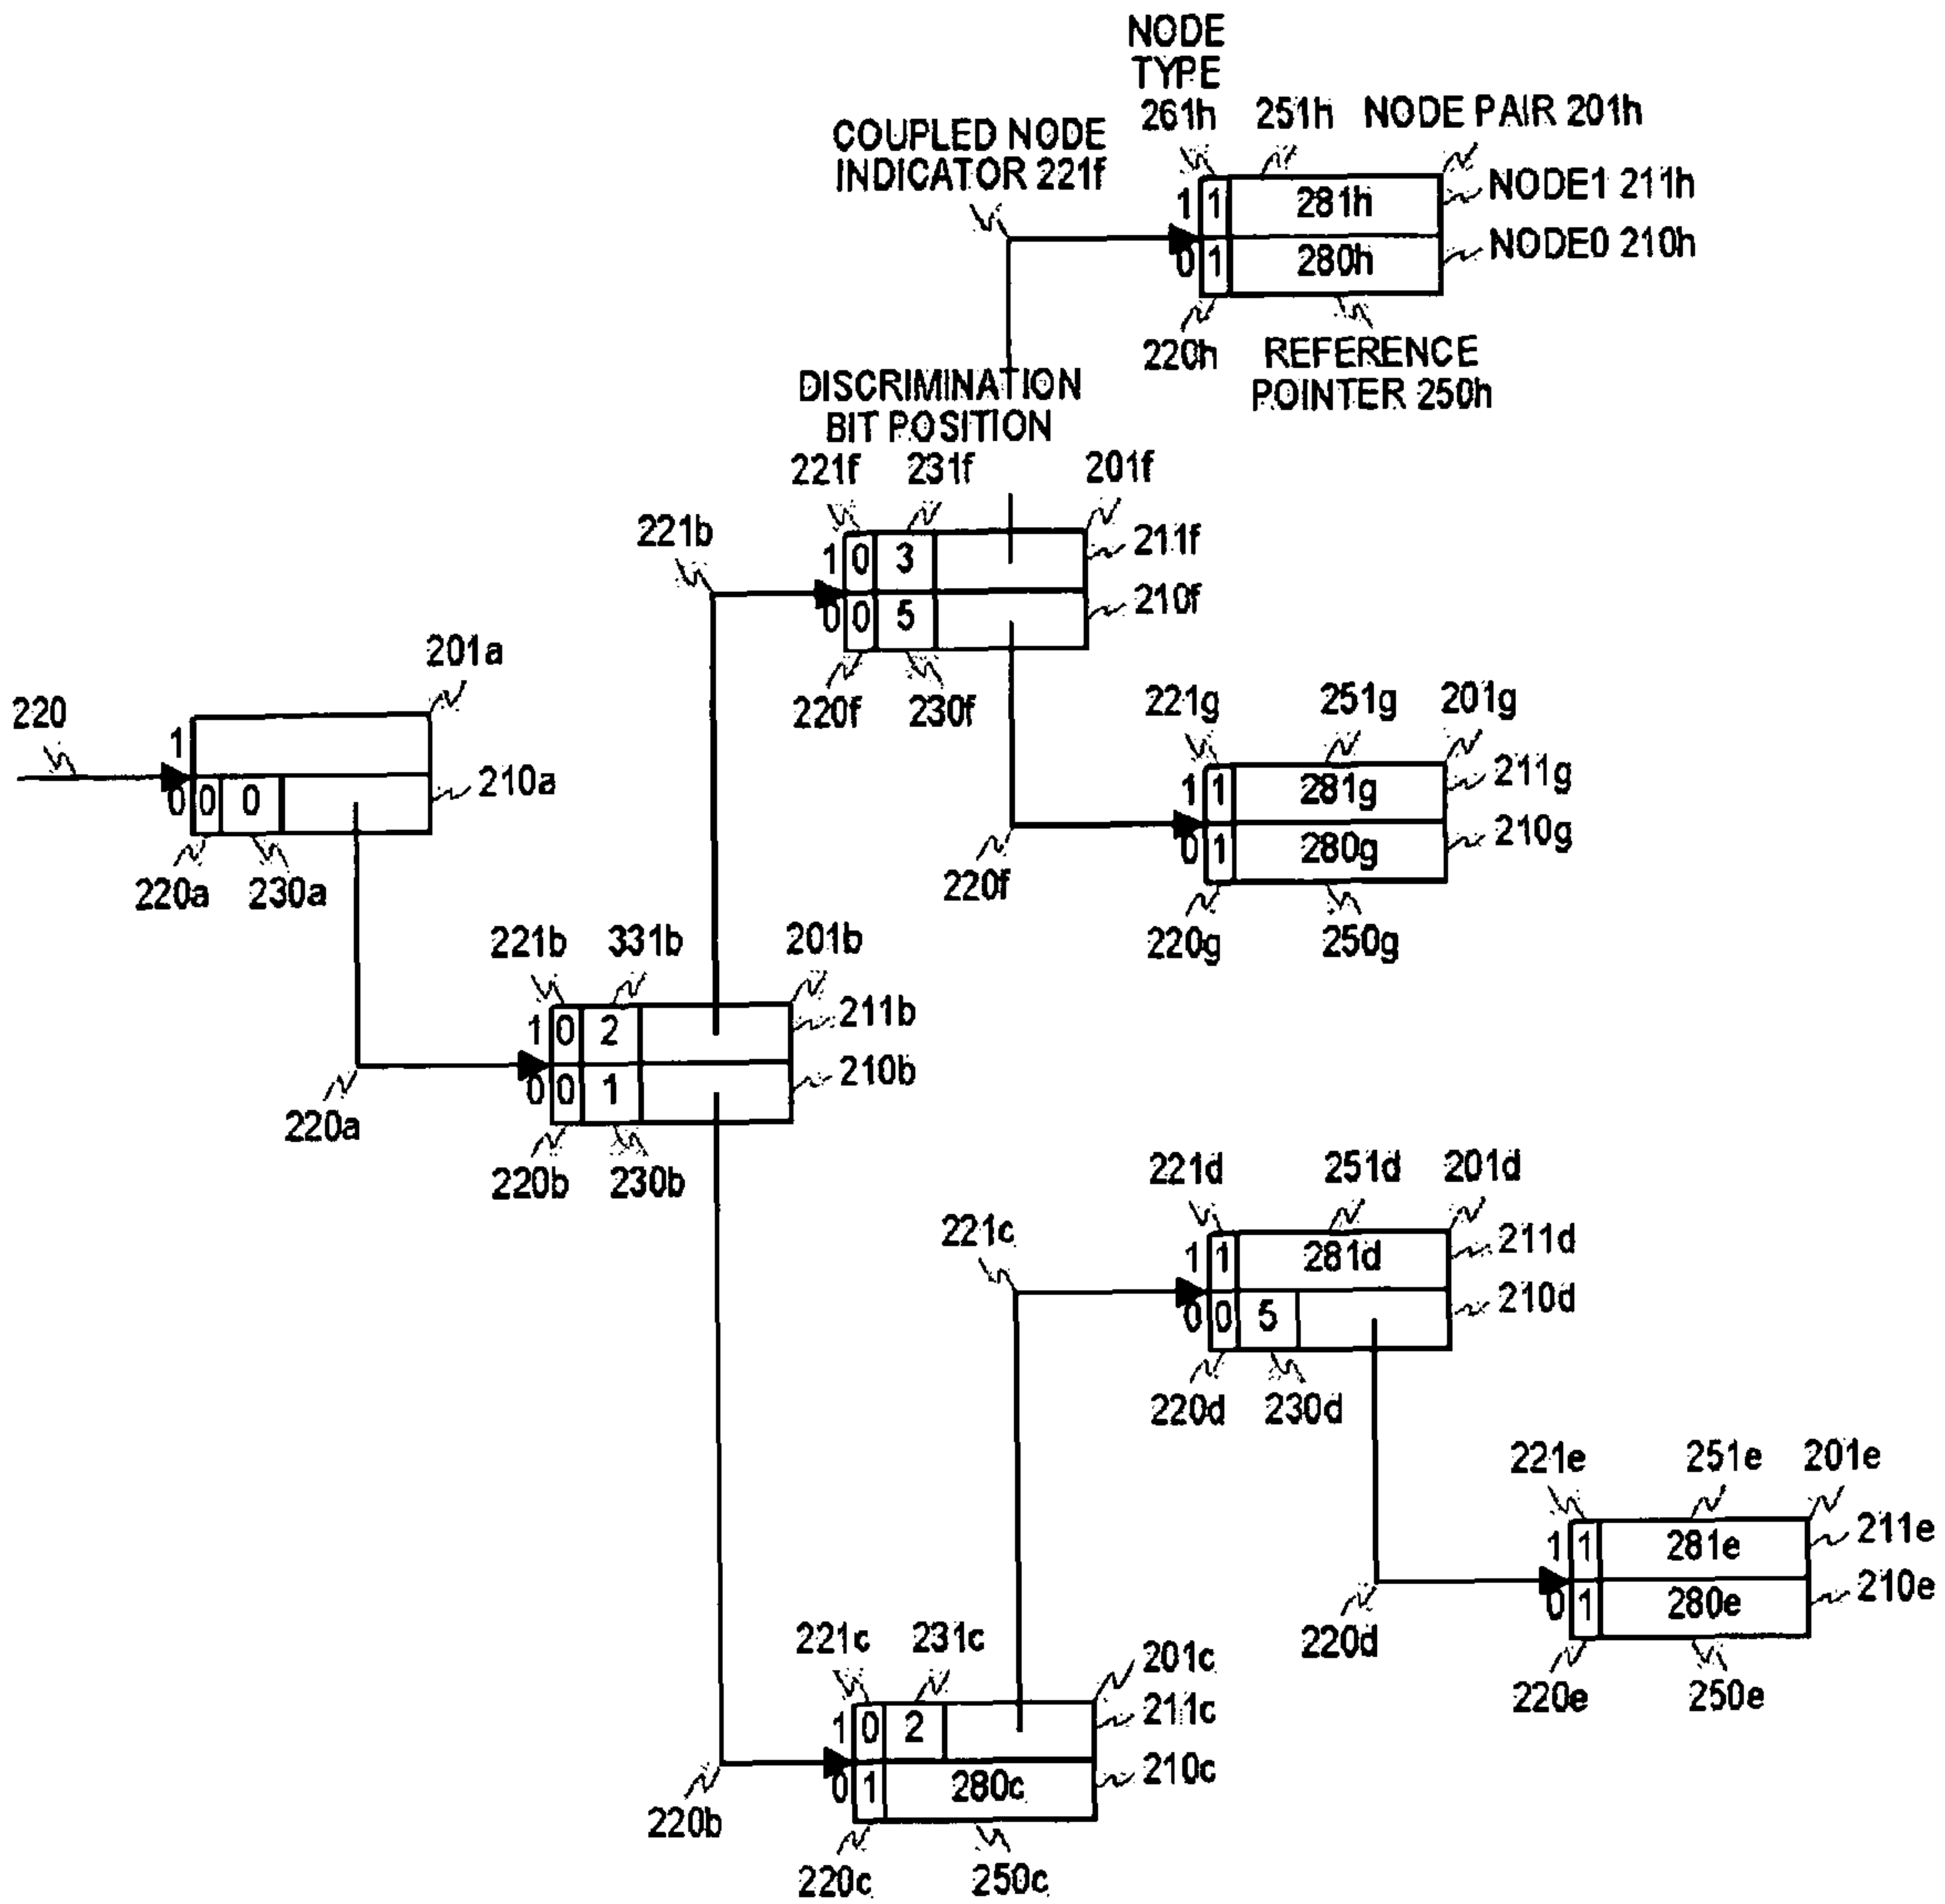 NODE
TYPE
261h 251h NODE PAIR 201h
COUPLED NODE
INDICATOR 221f
1 1 281h NODE1 211h
0 1 280h NODE0 210h
220h REFERENCE
POINTER 250h
DISCRIMINATION
BIT POSITION
221f 231f 201f
221b
1 0 3 211f
0 0 5 210f
220f 230f
201a
220
1
0 0 0 210a
220a 230a
221g 251g 201g
1 1 281g 211g
0 1 280g 210g
220f
220g 250g
221b 331b 201b
1 0 2 211b
0 0 1 210b
220a
220b 230b
221d 251d 201d
221c
1 1 281d 211d
0 0 5 210d
220d 230d
221e 251e 201e
1 1 281e 211e
0 1 280e 210e
220d
220e 250e
221c 231c 201c
1 0 2 211c
0 1 280c 210c
220b
220c 250c